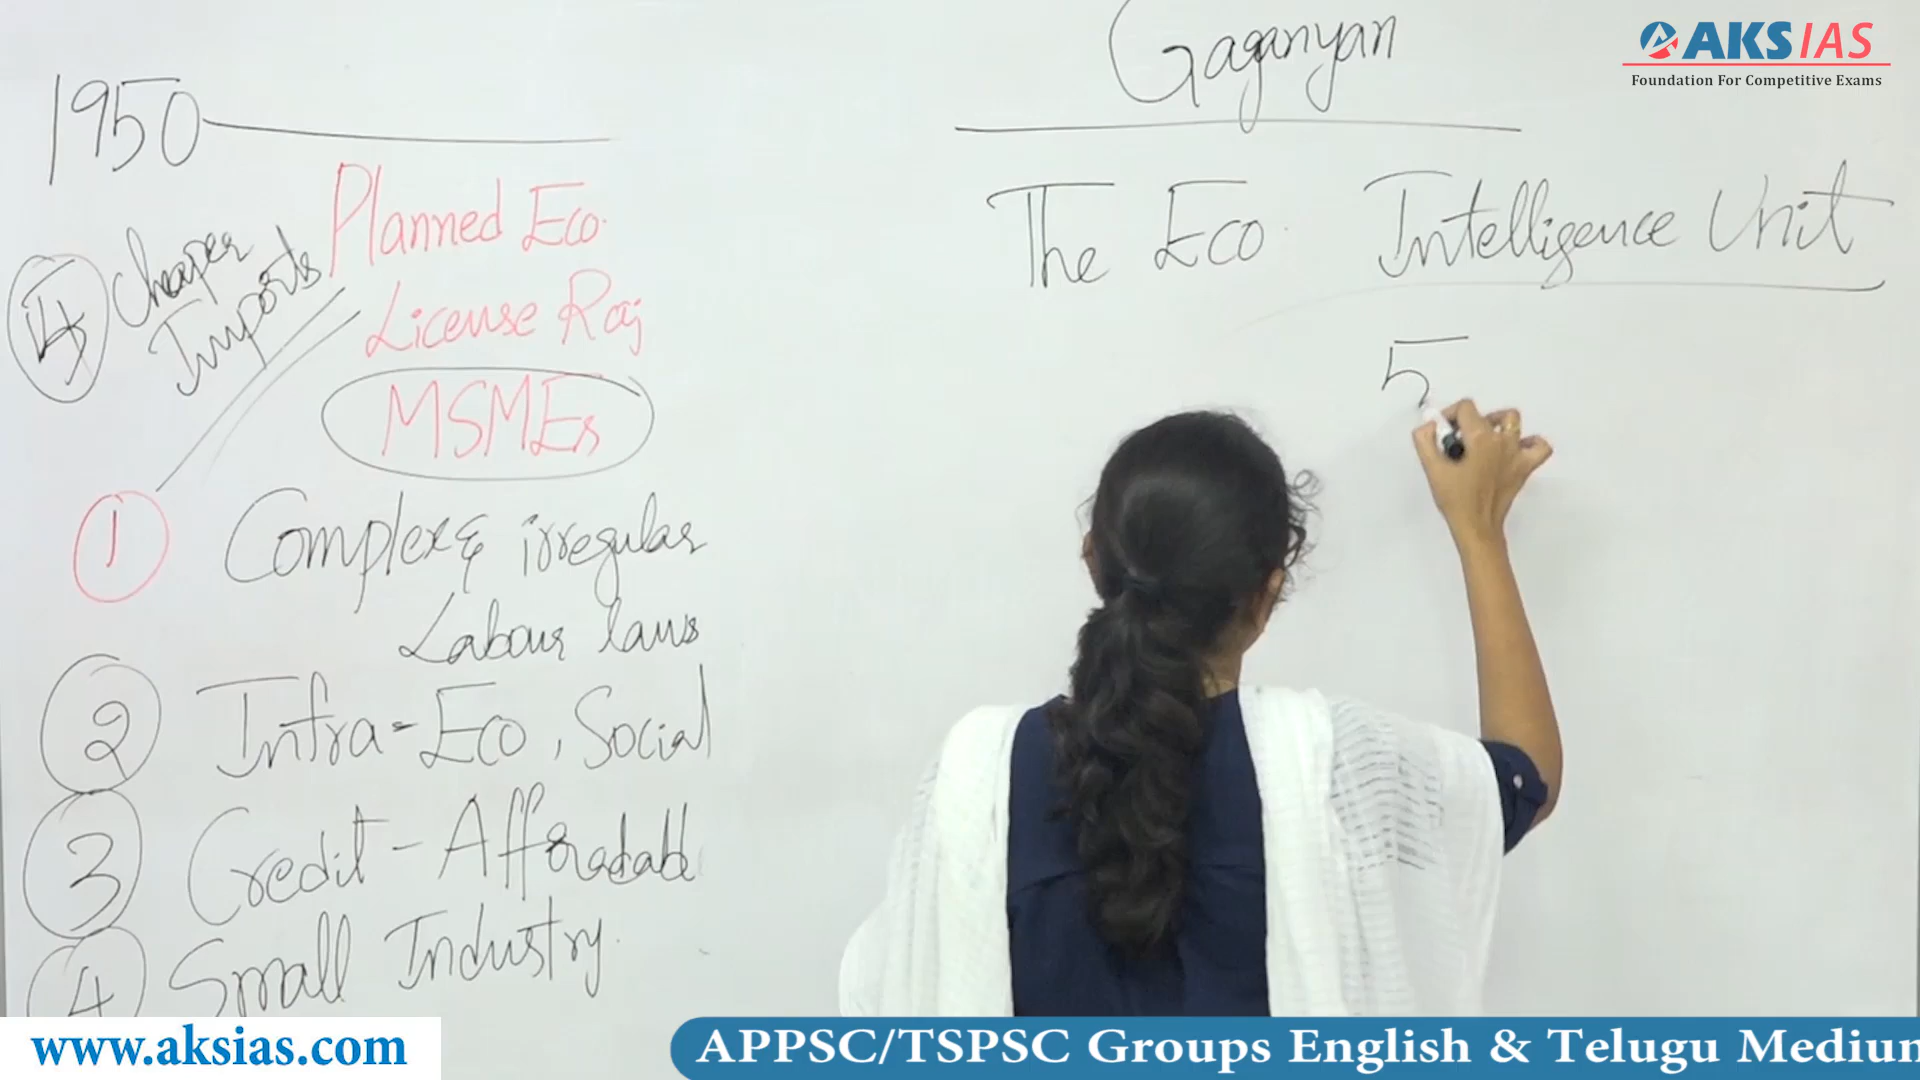 1950
Planned Eco.
④ Cheaper
Imports
License Raj
MSMEs
① Complex & irregular
Labour laws
② Infra = Eco, Social
③ Credit - Afforadable
④ Small Industry.
Gaganyan
The Eco. Intelligence Unit
5
AKS IAS
Foundation For Competitive Exams
www.aksias.com
APPSC/TSPSC Groups English & Telugu Medium